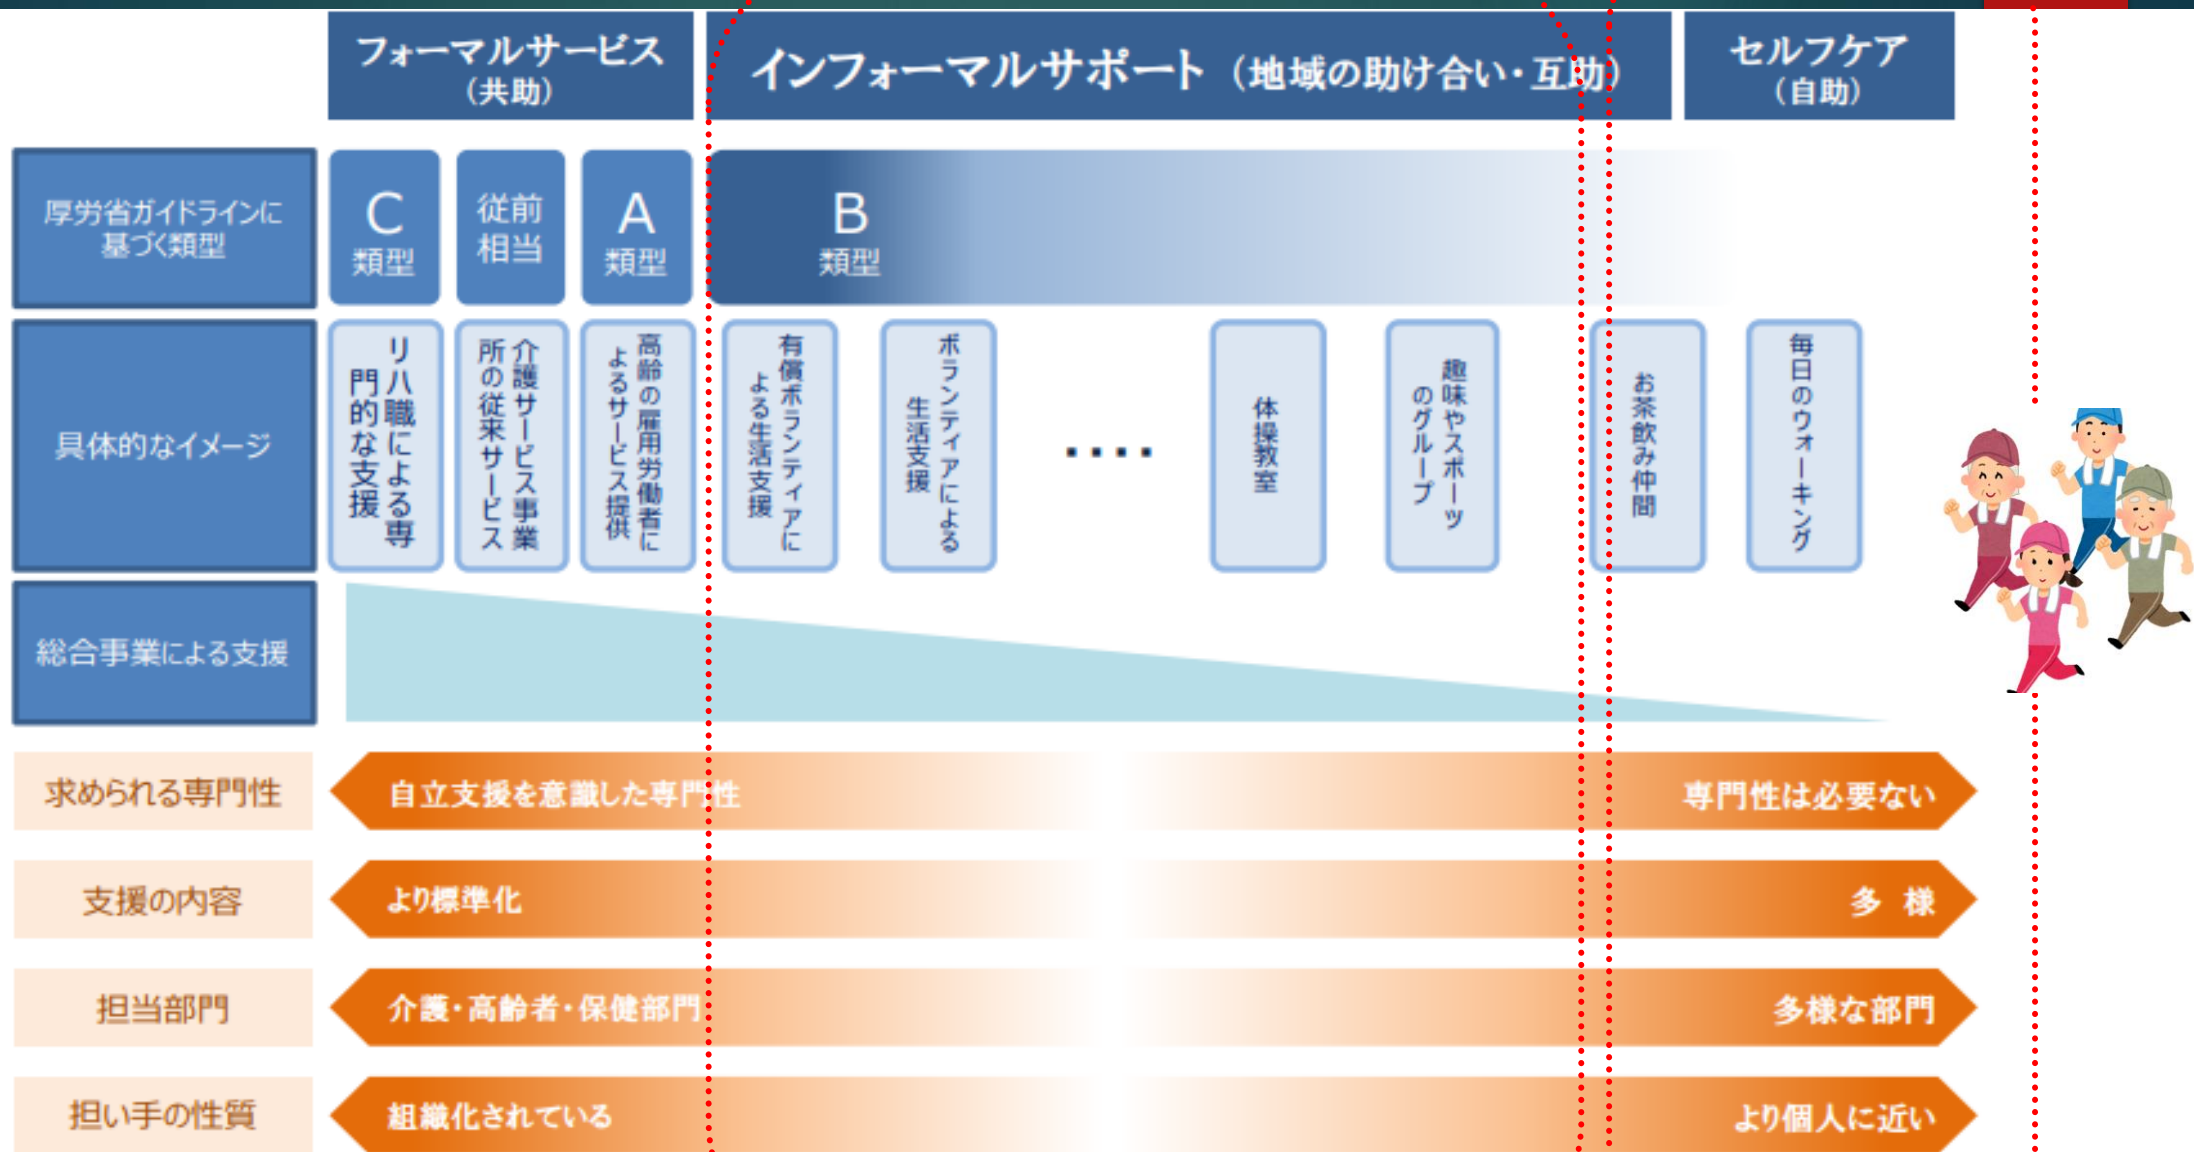 フォーマルサービス
（共助）
インフォーマルサポート（地域の助け合い・互助）
セルフケア
（自助）
厚労省ガイドラインに
基づく類型
C
類型
従前
相当
A
類型
B
類型
具体的なイメージ
リハ職による専
門的な支援
介護サービス事業
所の従来サービス
高齢の雇用労働者に
よるサービス提供
有償ボランティアに
よる生活支援
ボランティアによる
生活支援
････
体操教室
趣味やスポーツ
のグループ
お茶飲み仲間
毎日のウォーキング
総合事業による支援
求められる専門性
自立支援を意識した専門性
専門性は必要ない
支援の内容
より標準化
多 様
担当部門
介護・高齢者・保健部門
多様な部門
担い手の性質
組織化されている
より個人に近い